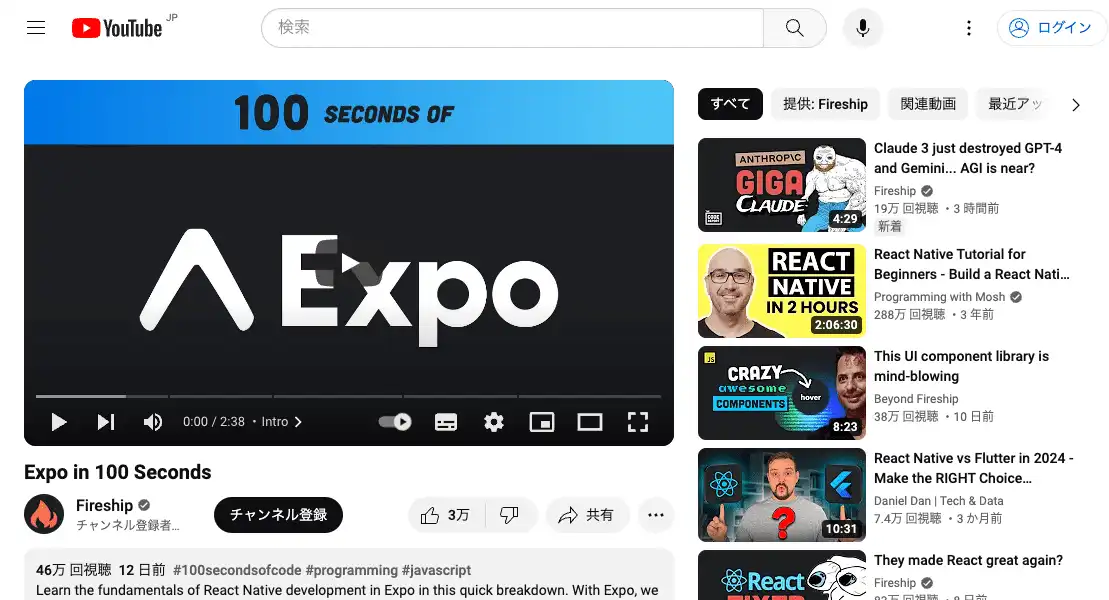 YouTube JP
検索
ログイン
100 SECONDS OF
Expo
0:00 / 2:38 • Intro
Expo in 100 Seconds
Fireship
チャンネル登録者...
チャンネル登録
3万
共有
46万 回視聴 12 日前 #100secondsofcode #programming #javascript
Learn the fundamentals of React Native development in Expo in this quick breakdown. With Expo, we
すべて
提供: Fireship
関連動画
最近アッ
ANTHROP\C
GIGA
CLAUDE
CODE
REPORT
4:29
Claude 3 just destroyed GPT-4
and Gemini... AGI is near?
Fireship
19万 回視聴 • 3 時間前
新着
REACT
NATIVE
IN 2 HOURS
2:06:30
React Native Tutorial for
Beginners - Build a React Nati...
Programming with Mosh
288万 回視聴 • 3 年前
JS
CRAZY
awesome
COMPONENTS
hover
8:23
This UI component library is
mind-blowing
Beyond Fireship
38万 回視聴 • 10 日前
?
10:31
React Native vs Flutter in 2024 -
Make the RIGHT Choice...
Daniel Dan | Tech & Data
7.4万 回視聴 • 3 か月前
React
They made React great again?
Fireship